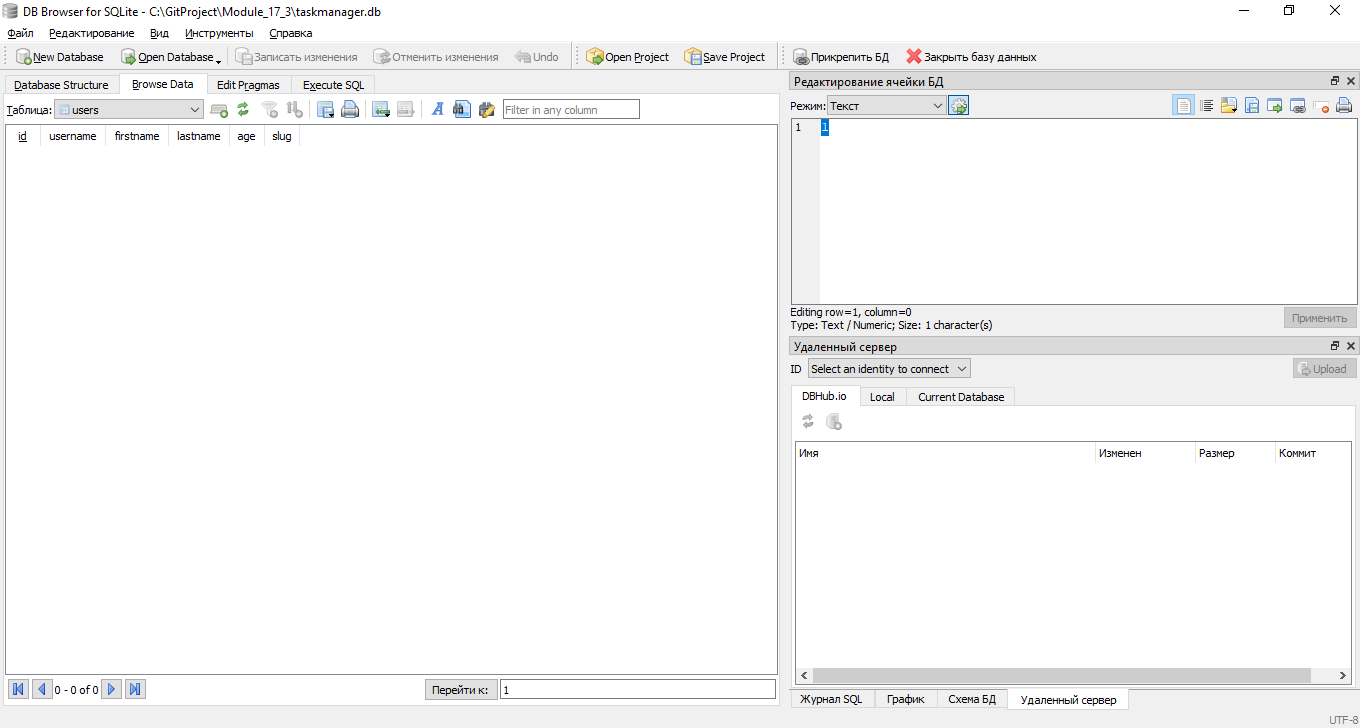 DB Browser for SQLite - C:\GitProject\Module_17_3\taskmanager.db
Файл Редактирование Вид Инструменты Справка
New Database Open Database Записать изменения Отменить изменения Undo Open Project Save Project Прикрепить БД Закрыть базу данных
Database Structure Browse Data Edit Pragmas Execute SQL
Таблица: users Filter in any column
id username firstname lastname age slug
0 - 0 of 0 Перейти к: 1
Редактирование ячейки БД
Режим: Текст
1 1
Editing row=1, column=0
Type: Text / Numeric; Size: 1 character(s)
Применить
Удаленный сервер
ID Select an identity to connect Upload
DBHub.io Local Current Database
Имя Изменен Размер Коммит
Журнал SQL График Схема БД Удаленный сервер
UTF-8